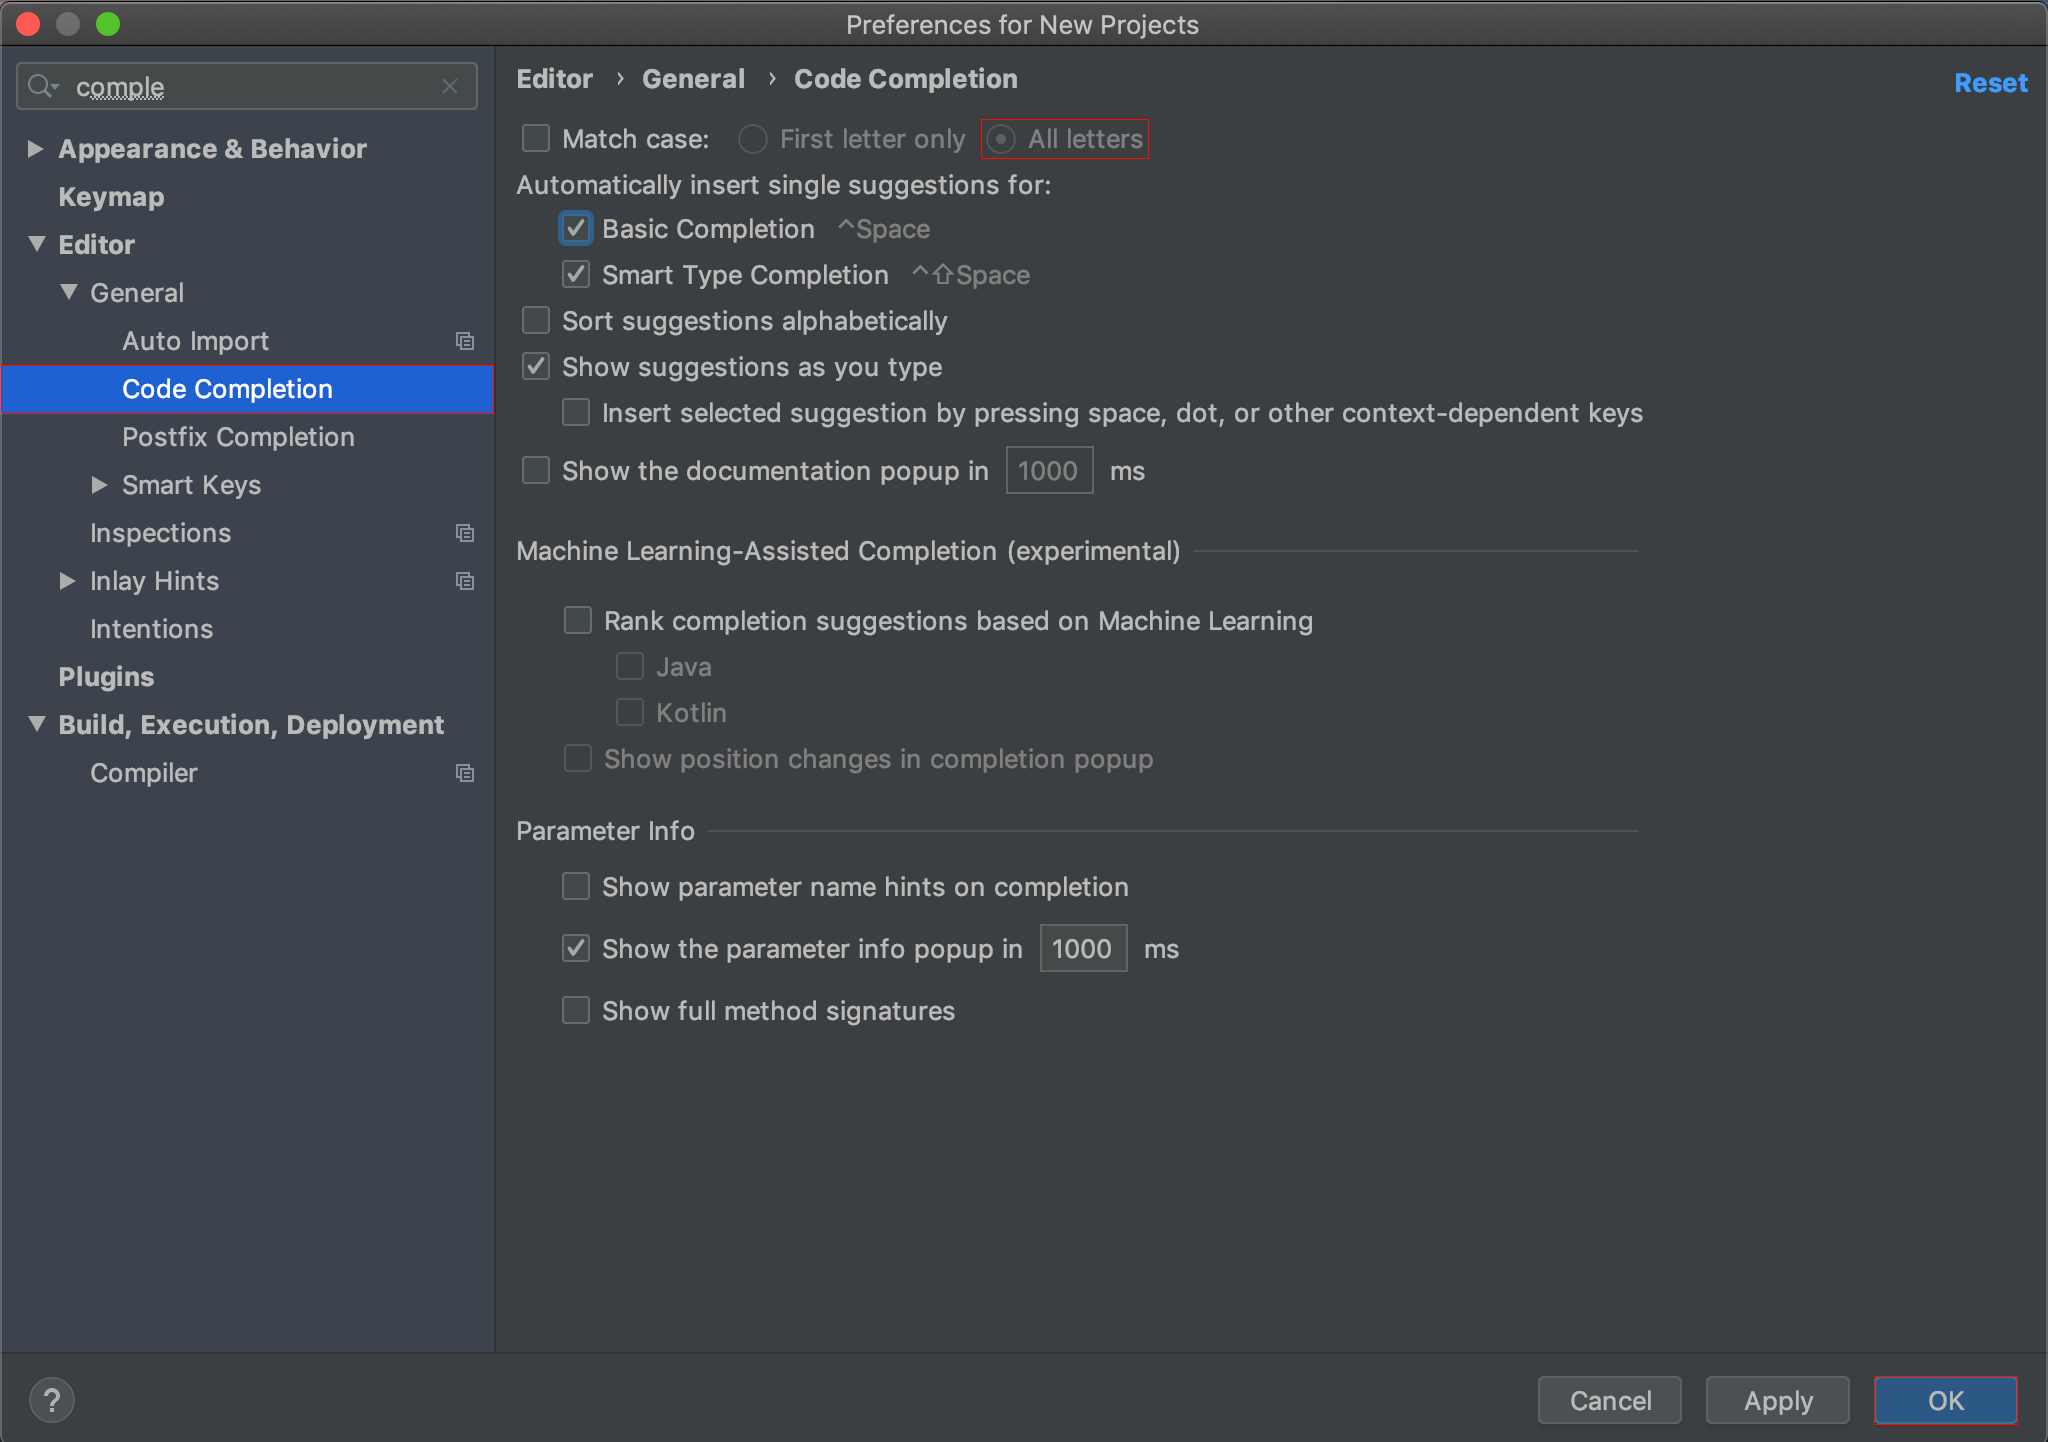 Preferences for New Projects
comple
Appearance & Behavior
Keymap
Editor
General
Auto Import
Code Completion
Postfix Completion
Smart Keys
Inspections
Inlay Hints
Intentions
Plugins
Build, Execution, Deployment
Compiler
Editor › General › Code Completion
Reset
Match case: First letter only All letters
Automatically insert single suggestions for:
Basic Completion ^Space
Smart Type Completion ^⇧Space
Sort suggestions alphabetically
Show suggestions as you type
Insert selected suggestion by pressing space, dot, or other context-dependent keys
Show the documentation popup in 1000 ms
Machine Learning-Assisted Completion (experimental)
Rank completion suggestions based on Machine Learning
Java
Kotlin
Show position changes in completion popup
Parameter Info
Show parameter name hints on completion
Show the parameter info popup in 1000 ms
Show full method signatures
? Cancel Apply OK